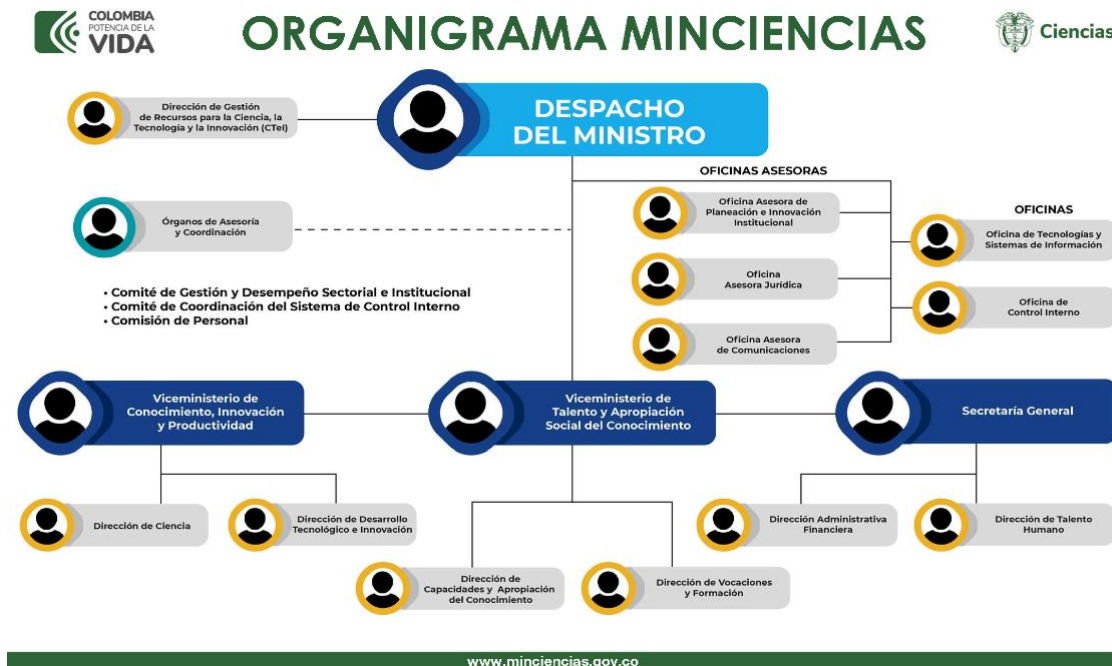 COLOMBIA
POTENCIA DE LA
VIDA
ORGANIGRAMA MINCIENCIAS
Ciencias
Dirección de Gestión
de Recursos para la Ciencia, la
Tecnología y la Innovación (CTeI)
DESPACHO
DEL MINISTRO
OFICINAS ASESORAS
Oficina Asesora de
Planeación e Innovación
Institucional
Órganos de Asesoría
y Coordinación
OFICINAS
Oficina de Tecnologías y
Sistemas de Información
Oficina
Asesora Jurídica
• Comité de Gestión y Desempeño Sectorial e Institucional
• Comité de Coordinación del Sistema de Control Interno
• Comisión de Personal
Oficina de
Control Interno
Oficina Asesora
de Comunicaciones
Viceministerio de
Conocimiento, Innovación
y Productividad
Viceministerio de
Talento y Apropiación
Social del Conocimiento
Secretaría General
Dirección de Ciencia
Dirección de Desarrollo
Tecnológico e Innovación
Dirección Administrativa
Financiera
Dirección de Talento
Humano
Dirección de
Capacidades y Apropiación
del Conocimiento
Dirección de Vocaciones
y Formación
www.minciencias.gov.co